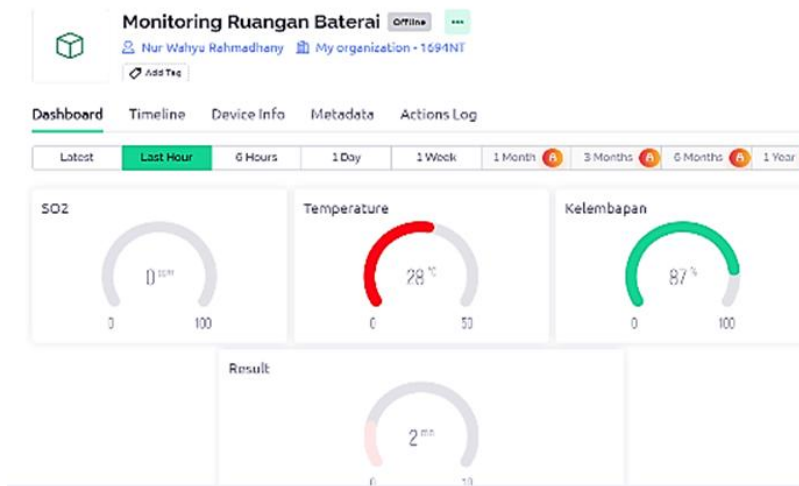 Monitoring Ruangan Baterai Offline ...
Nur Wahyu Rahmadhany My organization - 1694NT
Add Tag
Dashboard Timeline Device Info Metadata Actions Log
Latest Last Hour 6 Hours 1 Day 1 Week 1 Month 3 Months 6 Months 1 Year
SO2 Temperature Kelembapan
0 28 °C 87 %
0 100 0 50 0 100
Result
2
0 10